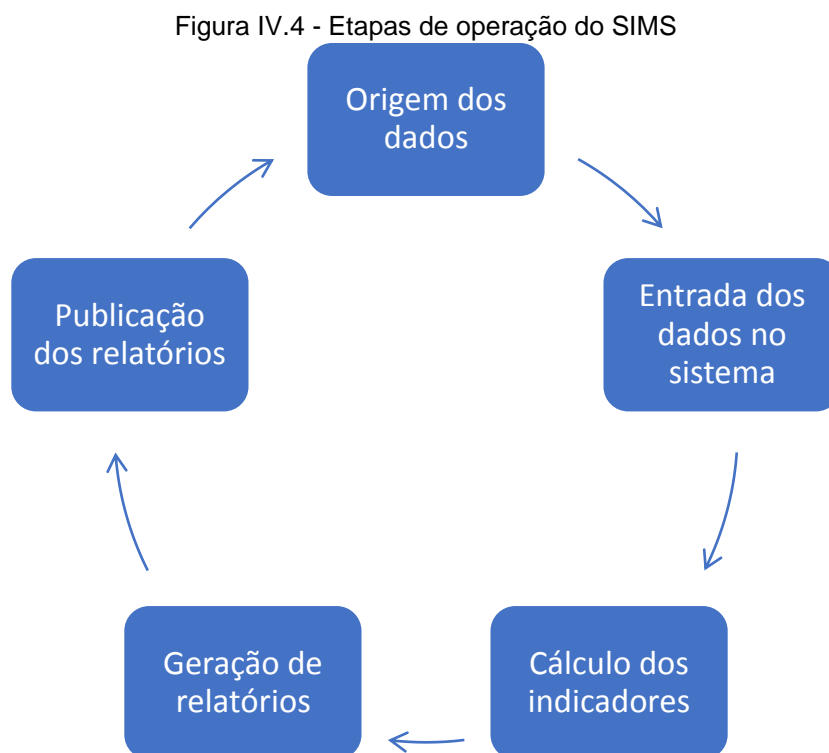 Figura IV.4 - Etapas de operação do SIMS
Origem dos
dados
Entrada dos
dados no
sistema
Cálculo dos
indicadores
Geração de
relatórios
Publicação
dos relatórios